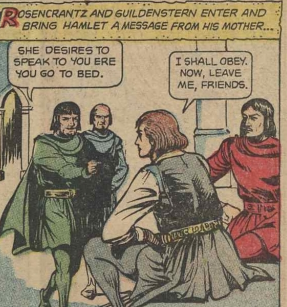 ROSENCRANTZ AND GUILDENSTERN ENTER AND
BRING HAMLET A MESSAGE FROM HIS MOTHER...
SHE DESIRES TO
SPEAK TO YOU ERE
YOU GO TO BED.
I SHALL OBEY.
NOW, LEAVE
ME, FRIENDS.